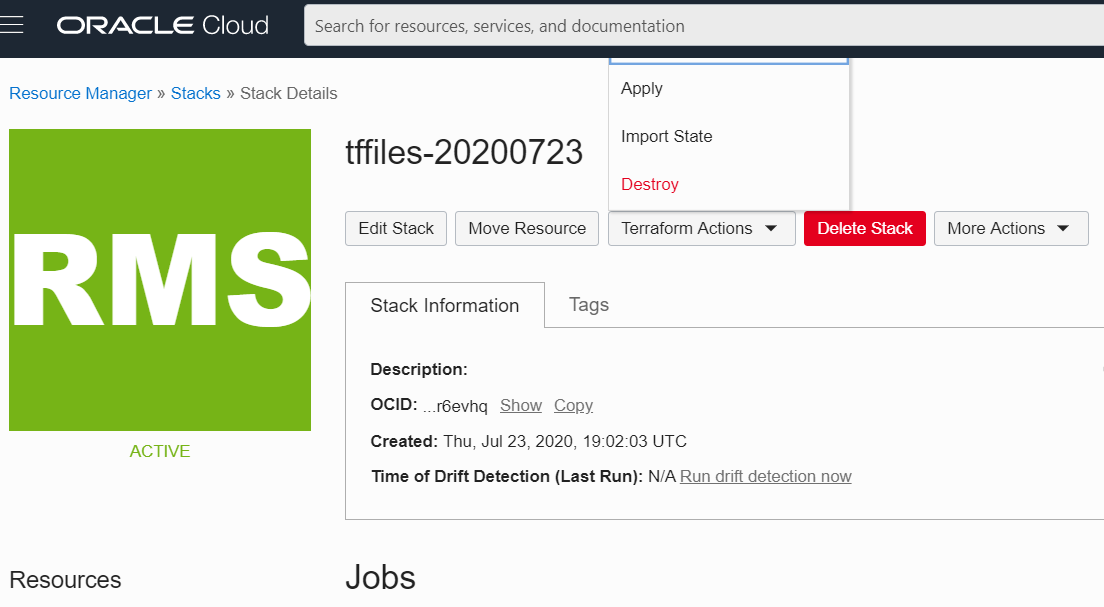 ORACLE Cloud
Search for resources, services, and documentation
Resource Manager » Stacks » Stack Details
RMS
ACTIVE
tffiles-20200723
Apply
Import State
Destroy
Edit Stack
Move Resource
Terraform Actions
Delete Stack
More Actions
Stack Information
Tags
Description:
OCID: ...r6evhq Show Copy
Created: Thu, Jul 23, 2020, 19:02:03 UTC
Time of Drift Detection (Last Run): N/A Run drift detection now
Resources
Jobs